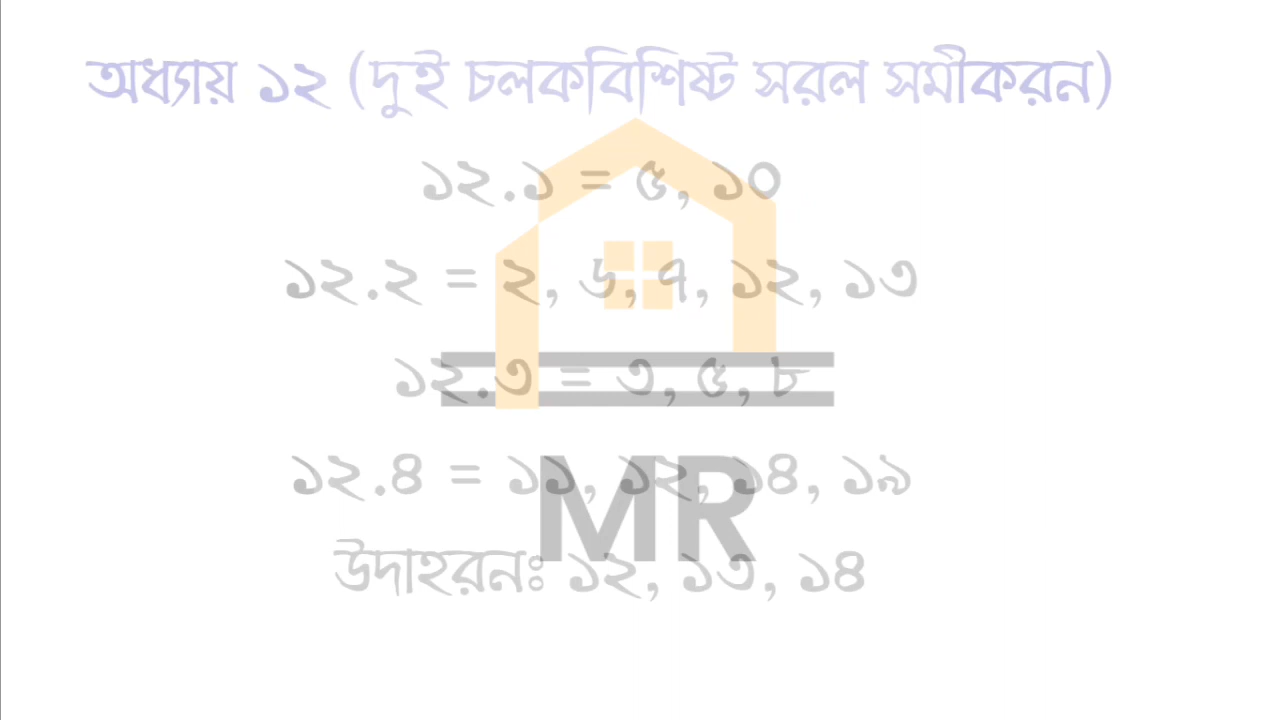 অধ্যায় ১২ (দুই চলকবিশিষ্ট সরল সমীকরন)
১২.১ = ৫, ১০
১২.২ = ২, ৬, ৭, ১২, ১৩
১২.৩ = ৩, ৫, ৮
১২.৪ = ১১, ১২, ১৪, ১৯
MR
উদাহরনঃ ১২, ১৩, ১৪